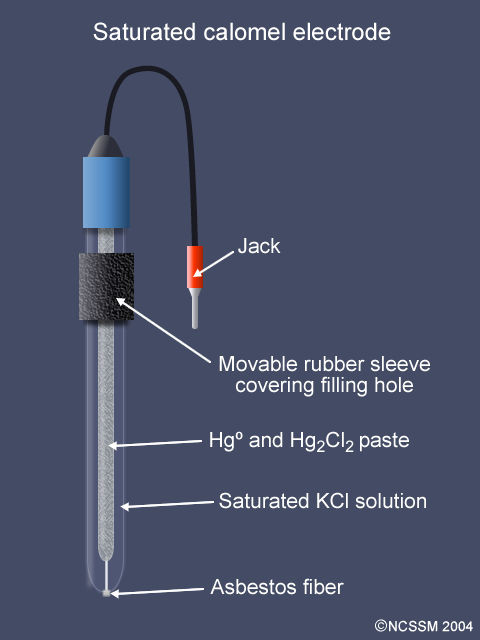 Saturated calomel electrode
Jack
Movable rubber sleeve
covering filling hole
Hgº and Hg₂Cl₂ paste
Saturated KCl solution
Asbestos fiber
©NCSSM 2004